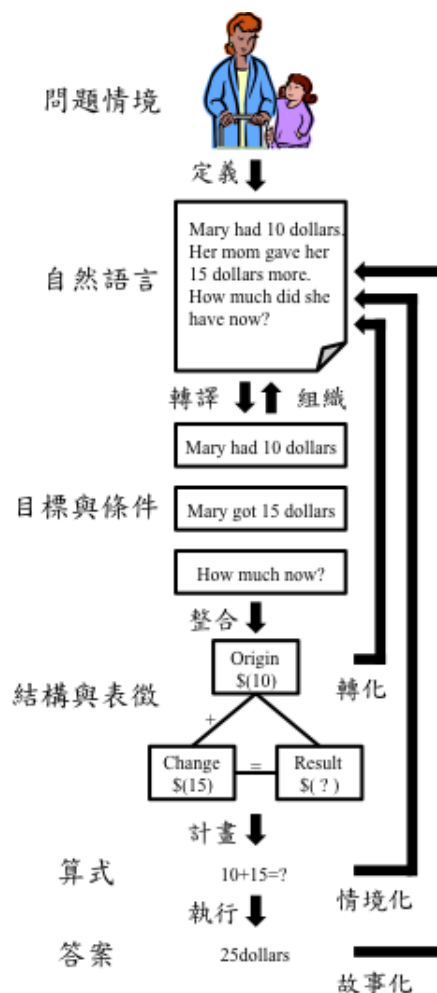 問題情境
定義
自然語言
Mary had 10 dollars.
Her mom gave her
15 dollars more.
How much did she
have now?
轉譯
組織
Mary had 10 dollars
目標與條件
Mary got 15 dollars
How much now?
整合
Origin
$(10)
轉化
結構與表徵
+
Change
$(15)
=
Result
$( ? )
計畫
算式
10+15=?
情境化
執行
答案
25dollars
故事化